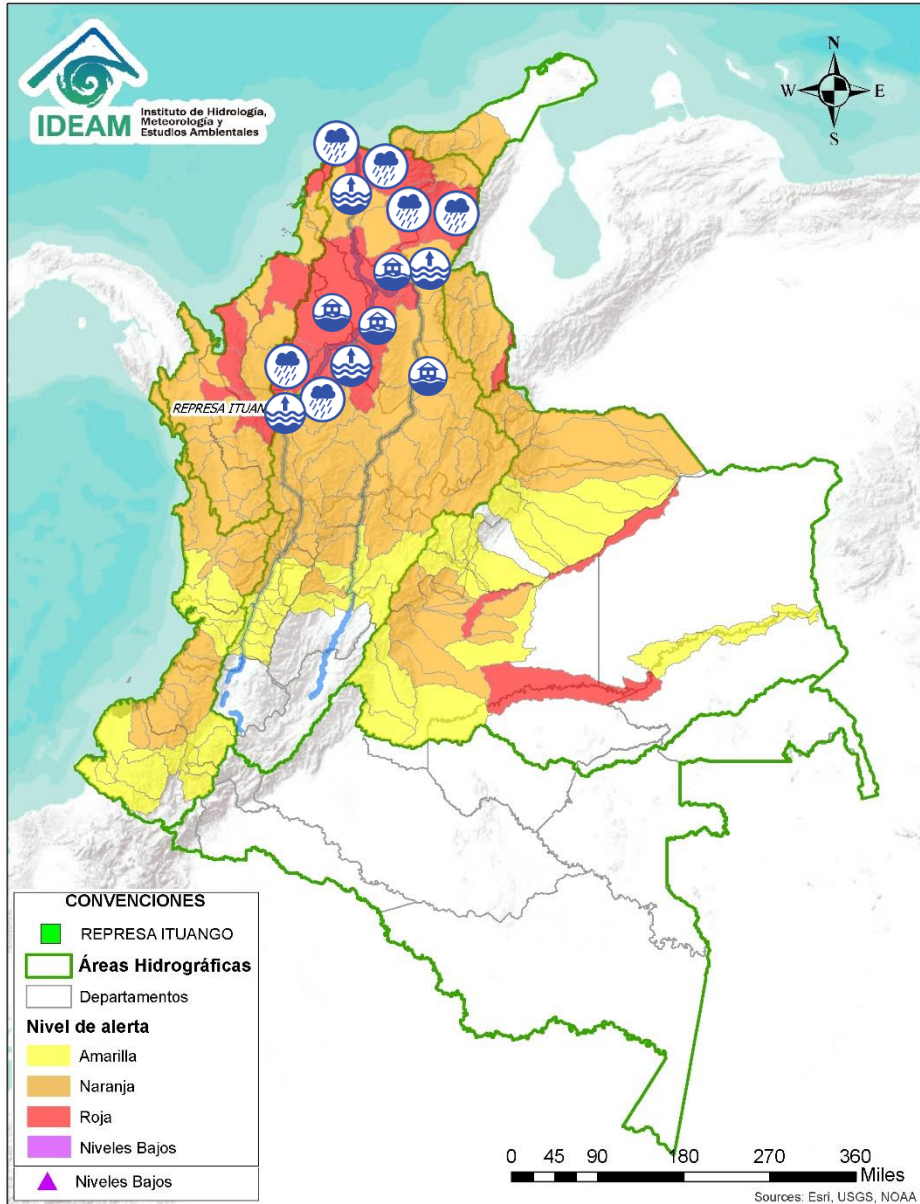 IDEAM
Instituto de Hidrología,
Meteorología y
Estudios Ambientales
N
W
E
S
REPRESA ITUAN
CONVENCIONES
REPRESA ITUANGO
Áreas Hidrográficas
Departamentos
Nivel de alerta
Amarilla
Naranja
Roja
Niveles Bajos
Niveles Bajos
0 45 90 180 270 360
Miles
Sources: Esri, USGS, NOAA